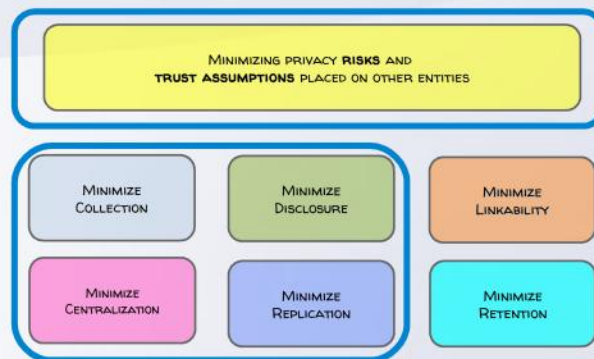 Minimizing privacy risks and
trust assumptions placed on other entities
Minimize
Collection
Minimize
Disclosure
Minimize
Linkability
Minimize
Centralization
Minimize
Replication
Minimize
Retention